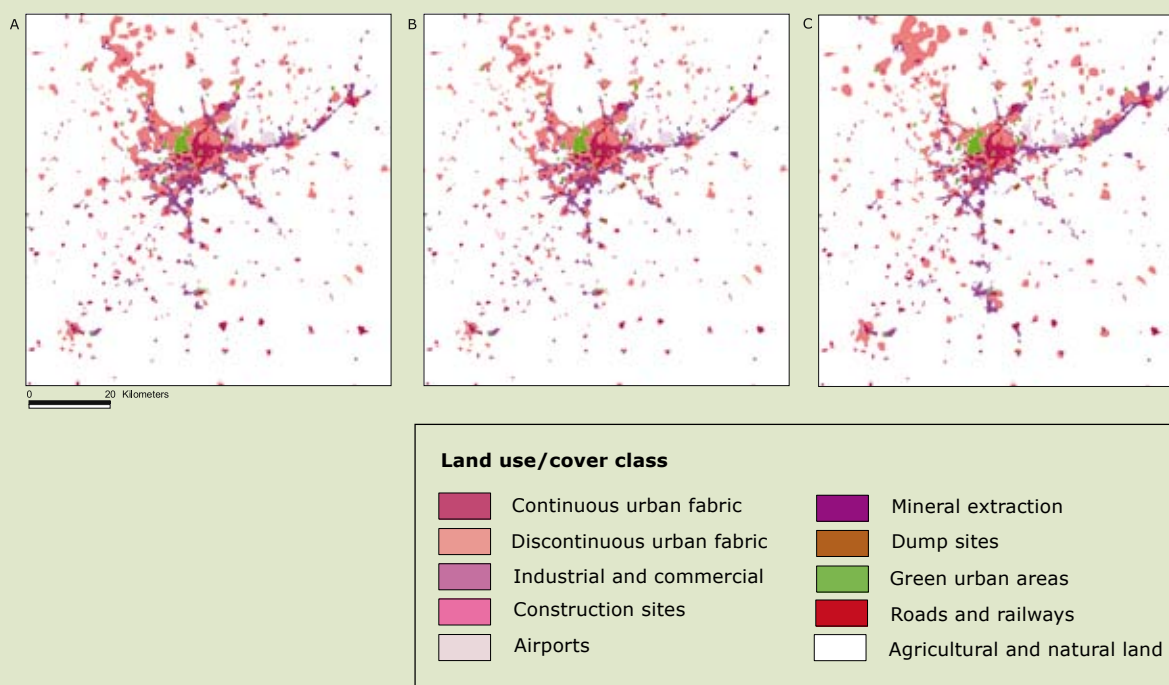 A
B
C
0 20 Kilometers
Land use/cover class
Continuous urban fabric
Discontinuous urban fabric
Industrial and commercial
Construction sites
Airports
Mineral extraction
Dump sites
Green urban areas
Roads and railways
Agricultural and natural land